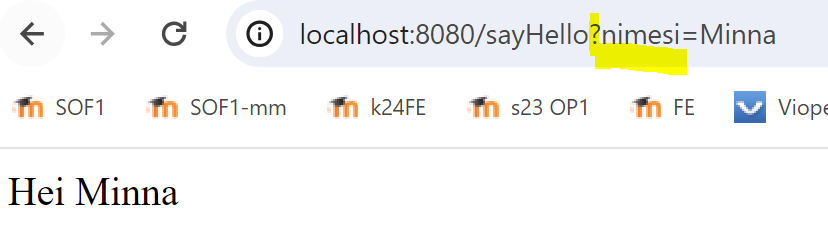 localhost:8080/sayHello?nimesi=Minna
SOF1 SOF1-mm k24FE s23 OP1 FE Viope
Hei Minna